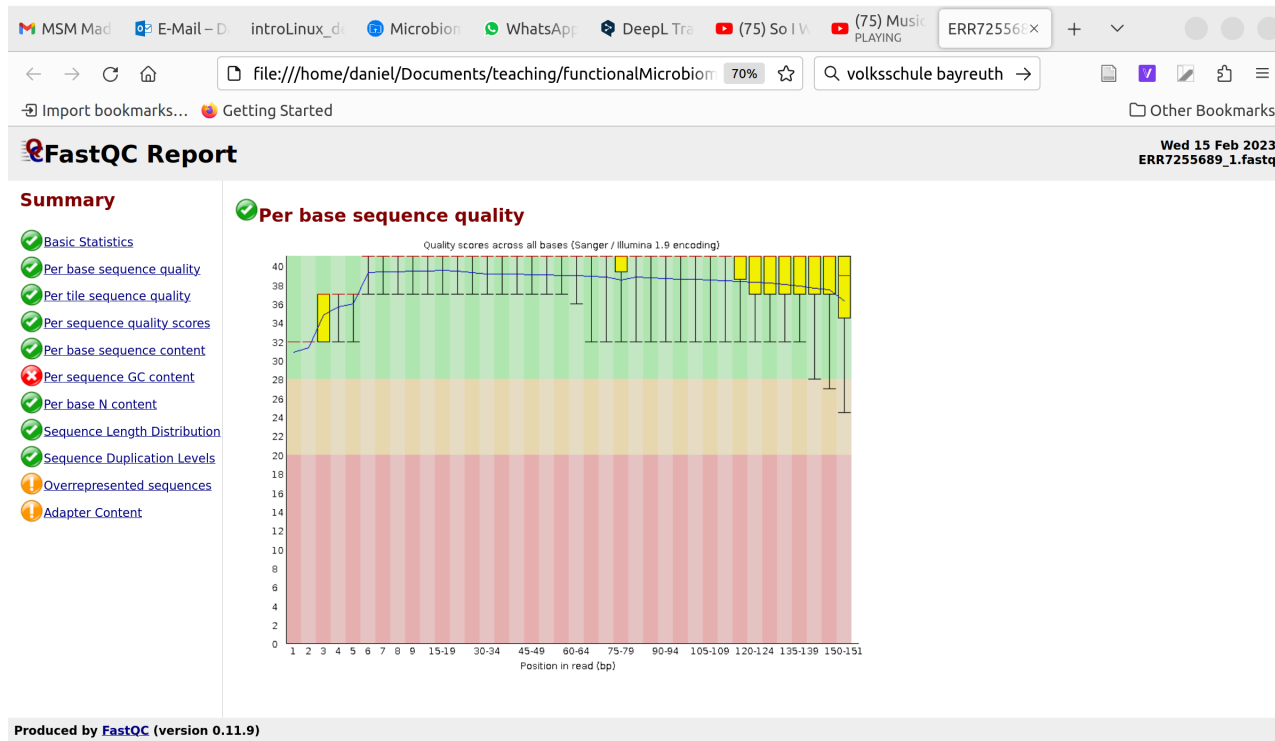 MSM Mad E-Mail – D introLinux_d Microbion WhatsApp DeepL Tra (75) So I W (75) Music PLAYING ERR725568 × +
file:///home/daniel/Documents/teaching/functionalMicrobiom 70% volksschule bayreuth →
Import bookmarks… Getting Started Other Bookmarks
FastQC Report
Wed 15 Feb 2023
ERR7255689_1.fastq
Summary
Basic Statistics
Per base sequence quality
Per tile sequence quality
Per sequence quality scores
Per base sequence content
Per sequence GC content
Per base N content
Sequence Length Distribution
Sequence Duplication Levels
Overrepresented sequences
Adapter Content
Per base sequence quality
Quality scores across all bases (Sanger / Illumina 1.9 encoding)
40
38
36
34
32
30
28
26
24
22
20
18
16
14
12
10
8
6
4
2
0
1 2 3 4 5 6 7 8 9 15-19 30-34 45-49 60-64 75-79 90-94 105-109 120-124 135-139 150-151
Position in read (bp)
Produced by FastQC (version 0.11.9)